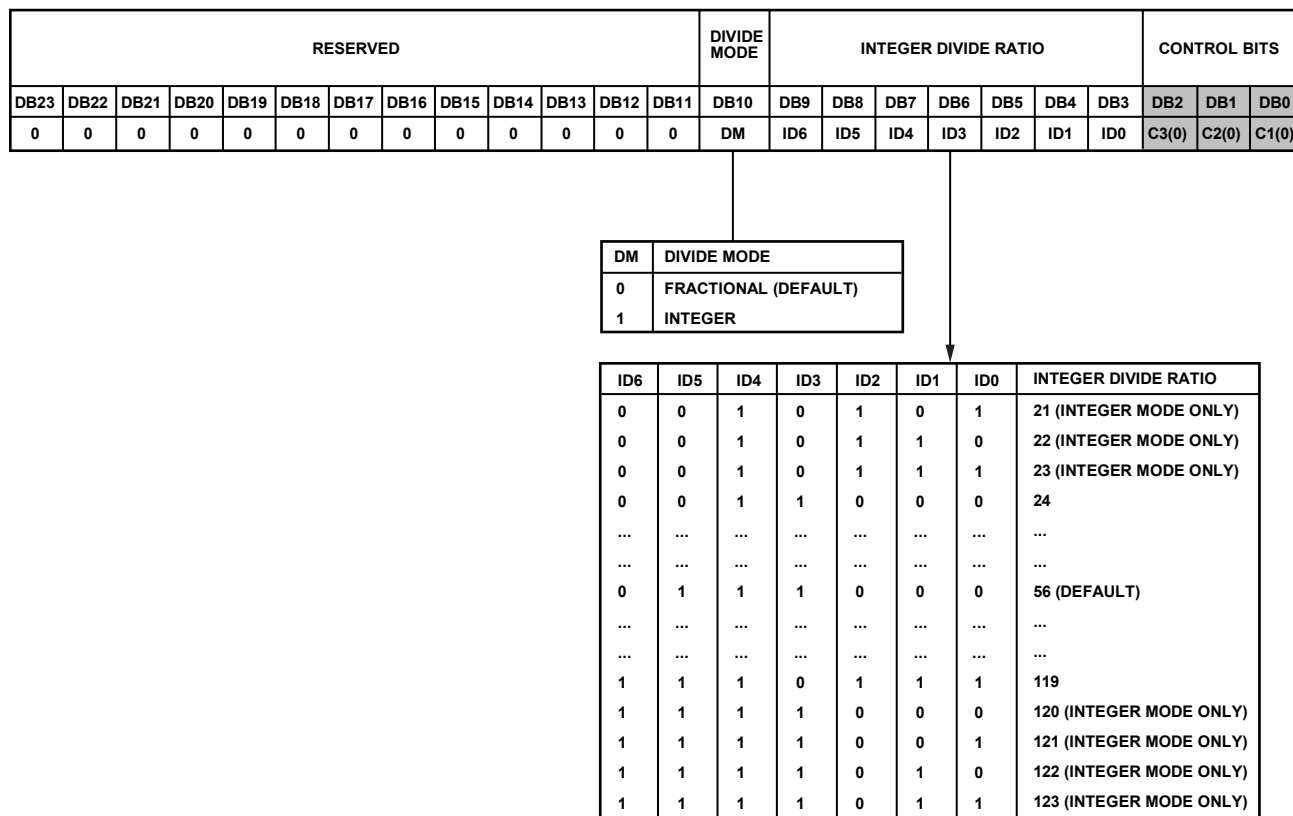 RESERVED DIVIDE MODE INTEGER DIVIDE RATIO CONTROL BITS
DB23 DB22 DB21 DB20 DB19 DB18 DB17 DB16 DB15 DB14 DB13 DB12 DB11 DB10 DB9 DB8 DB7 DB6 DB5 DB4 DB3 DB2 DB1 DB0
0 0 0 0 0 0 0 0 0 0 0 0 0 DM ID6 ID5 ID4 ID3 ID2 ID1 ID0 C3(0) C2(0) C1(0)
DM DIVIDE MODE
0 FRACTIONAL (DEFAULT)
1 INTEGER
ID6 ID5 ID4 ID3 ID2 ID1 ID0 INTEGER DIVIDE RATIO
0 0 1 0 1 0 1 21 (INTEGER MODE ONLY)
0 0 1 0 1 1 0 22 (INTEGER MODE ONLY)
0 0 1 0 1 1 1 23 (INTEGER MODE ONLY)
0 0 1 1 0 0 0 24
... ... ... ... ... ... ... ...
... ... ... ... ... ... ... ...
0 1 1 1 0 0 0 56 (DEFAULT)
... ... ... ... ... ... ... ...
... ... ... ... ... ... ... ...
1 1 1 0 1 1 1 119
1 1 1 1 0 0 0 120 (INTEGER MODE ONLY)
1 1 1 1 0 0 1 121 (INTEGER MODE ONLY)
1 1 1 1 0 1 0 122 (INTEGER MODE ONLY)
1 1 1 1 0 1 1 123 (INTEGER MODE ONLY)